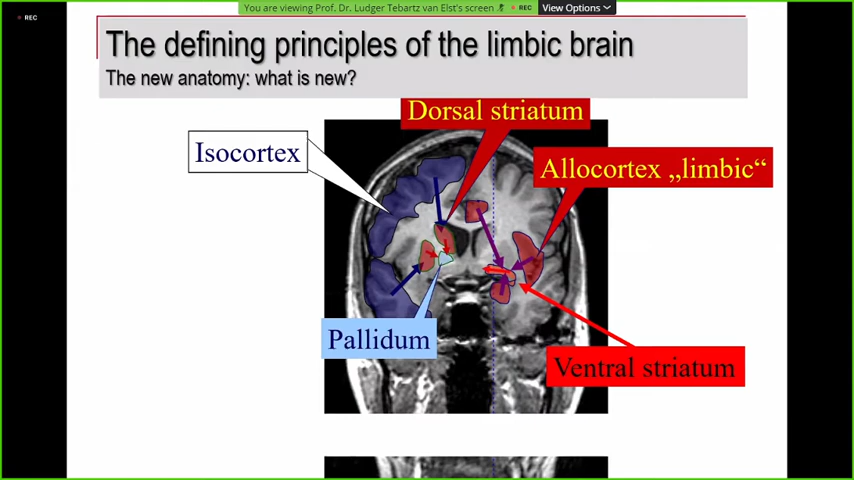 REC
You are viewing Prof. Dr. Ludger Tebartz van Elst's screen
REC
View Options
The defining principles of the limbic brain
The new anatomy: what is new?
Dorsal striatum
Isocortex
Allocortex „limbic“
Pallidum
Ventral striatum